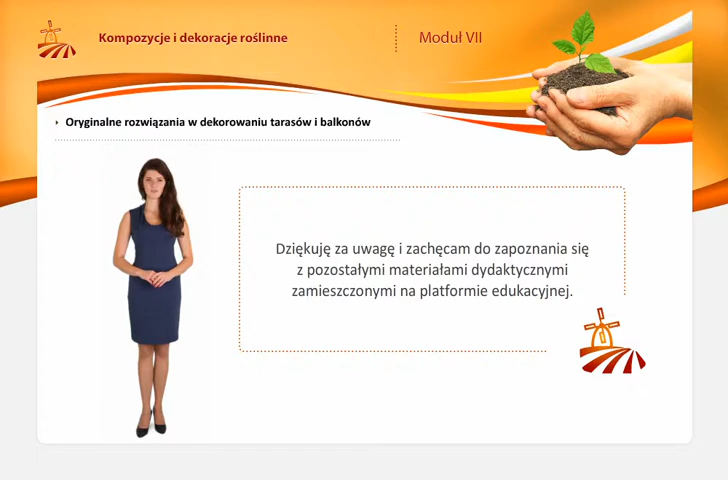 Kompozycje i dekoracje roślinne
Moduł VII
Oryginalne rozwiązania w dekorowaniu tarasów i balkonów
Dziękuję za uwagę i zachęcam do zapoznania się
z pozostałymi materiałami dydaktycznymi
zamieszczonymi na platformie edukacyjnej.